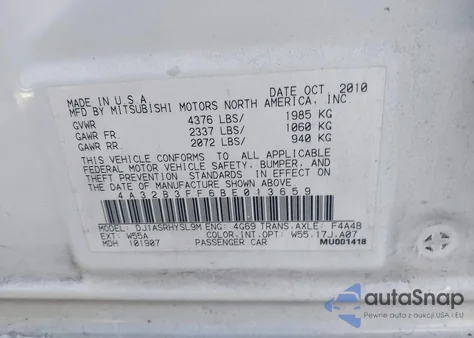 MADE IN U.S.A. DATE OCT, 2010
MFD BY MITSUBISHI MOTORS NORTH AMERICA, INC.
GVWR 4376 LBS/ 1985 KG
GAWR FR. 2337 LBS/ 1060 KG
GAWR RR. 2072 LBS/ 940 KG
THIS VEHICLE CONFORMS TO ALL APPLICABLE
FEDERAL MOTOR VEHICLE SAFETY, BUMPER, AND
THEFT PREVENTION STANDARDS IN EFFECT ON THE
DATE OF MANUFACTURE SHOWN ABOVE.
4A32B3FF6BE013659
MODEL: DJ1ASRHYSL9M ENG: 4G69 TRANS.AXLE: F4A4B
EXT: W55A COLOR.INT.OPT: W55.17J.A07
MDH 101907 PASSENGER CAR MU001418
autaSnap
Pewne auta z USA i EU